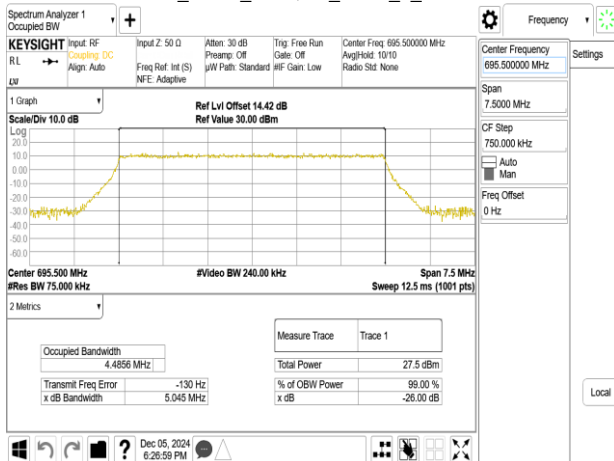 Spectrum Analyzer 1
Occupied BW
+
Frequency
KEYSIGHT
RL
LXI
Input: RF
Coupling: DC
Align: Auto
Input Z: 50 Ω
Freq Ref: Int (S)
NFE: Adaptive
Atten: 30 dB
Preamp: Off
µW Path: Standard
Trig: Free Run
Gate: Off
#IF Gain: Low
Center Freq: 695.500000 MHz
Avg|Hold: 10/10
Radio Std: None
Center Frequency
695.500000 MHz
Settings
Span
7.5000 MHz
CF Step
750.000 kHz
Auto
Man
Freq Offset
0 Hz
Local
1 Graph
Scale/Div 10.0 dB
Ref Lvl Offset 14.42 dB
Ref Value 30.00 dBm
Log
20.0
10.0
0.00
-10.0
-20.0
-30.0
-40.0
-50.0
-60.0
Center 695.500 MHz
#Video BW 240.00 kHz
Span 7.5 MHz
#Res BW 75.000 kHz
Sweep 12.5 ms (1001 pts)
2 Metrics
Measure Trace Trace 1
Occupied Bandwidth
4.4856 MHz
Total Power 27.5 dBm
Transmit Freq Error -130 Hz
% of OBW Power 99.00 %
x dB Bandwidth 5.045 MHz
x dB -26.00 dB
?
Dec 05, 2024
6:26:59 PM